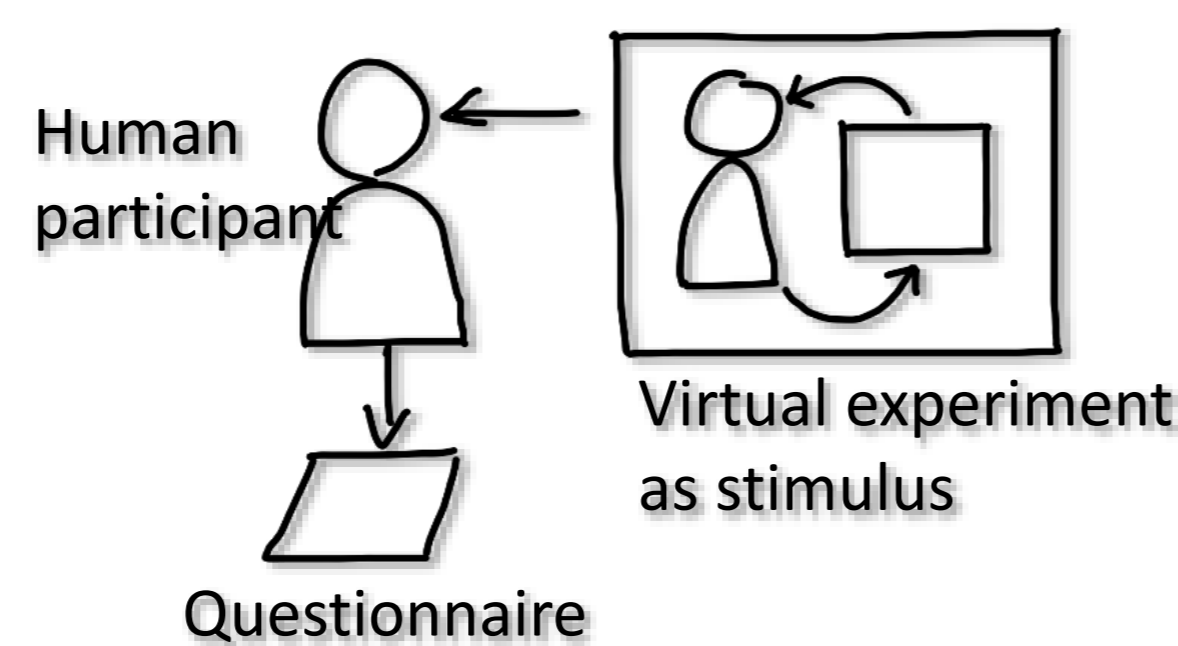 Human
participant
Virtual experiment
as stimulus
Questionnaire